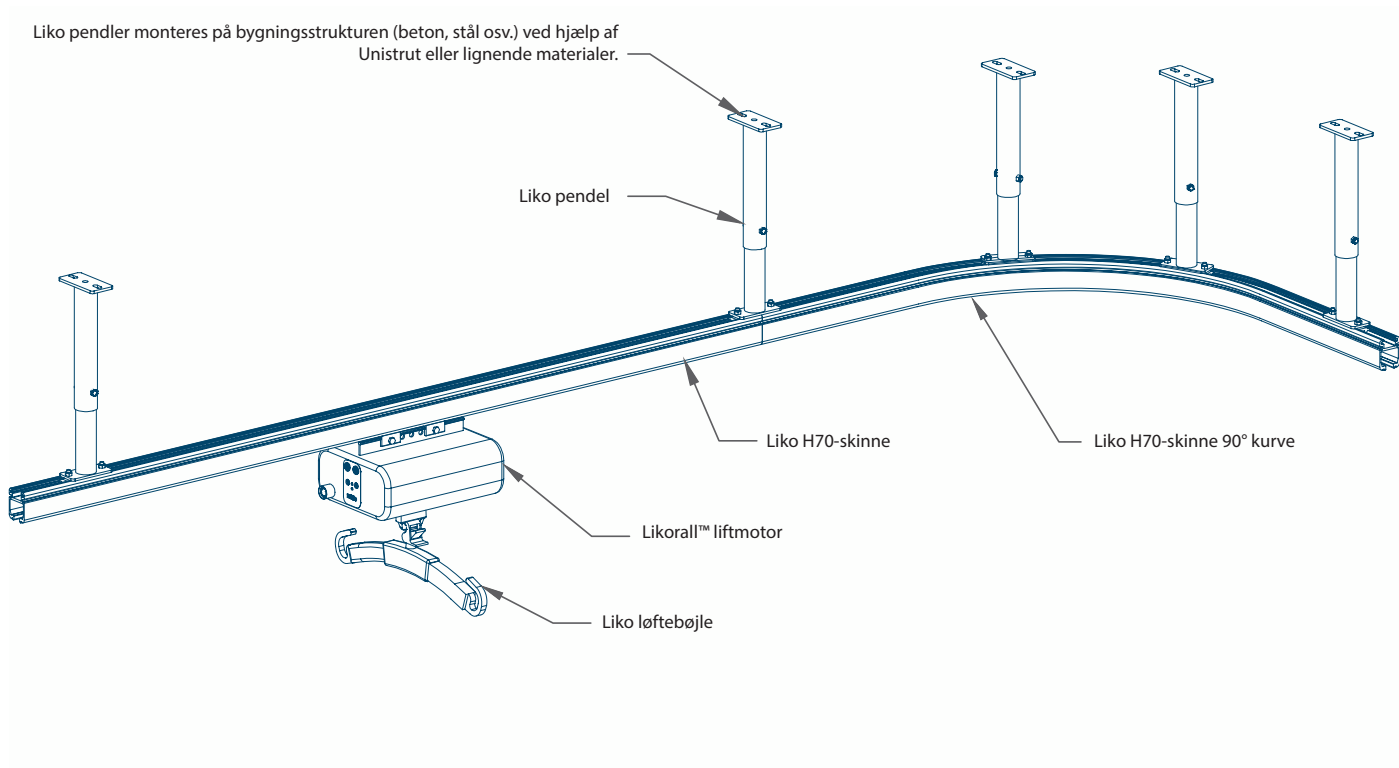 Liko pendler monteres på bygningsstrukturen (beton, stål osv.) ved hjælp af
Unistrut eller lignende materialer.
Liko pendel
Liko H70-skinne
Liko H70-skinne 90° kurve
Likorall™ liftmotor
Liko løftebøjle